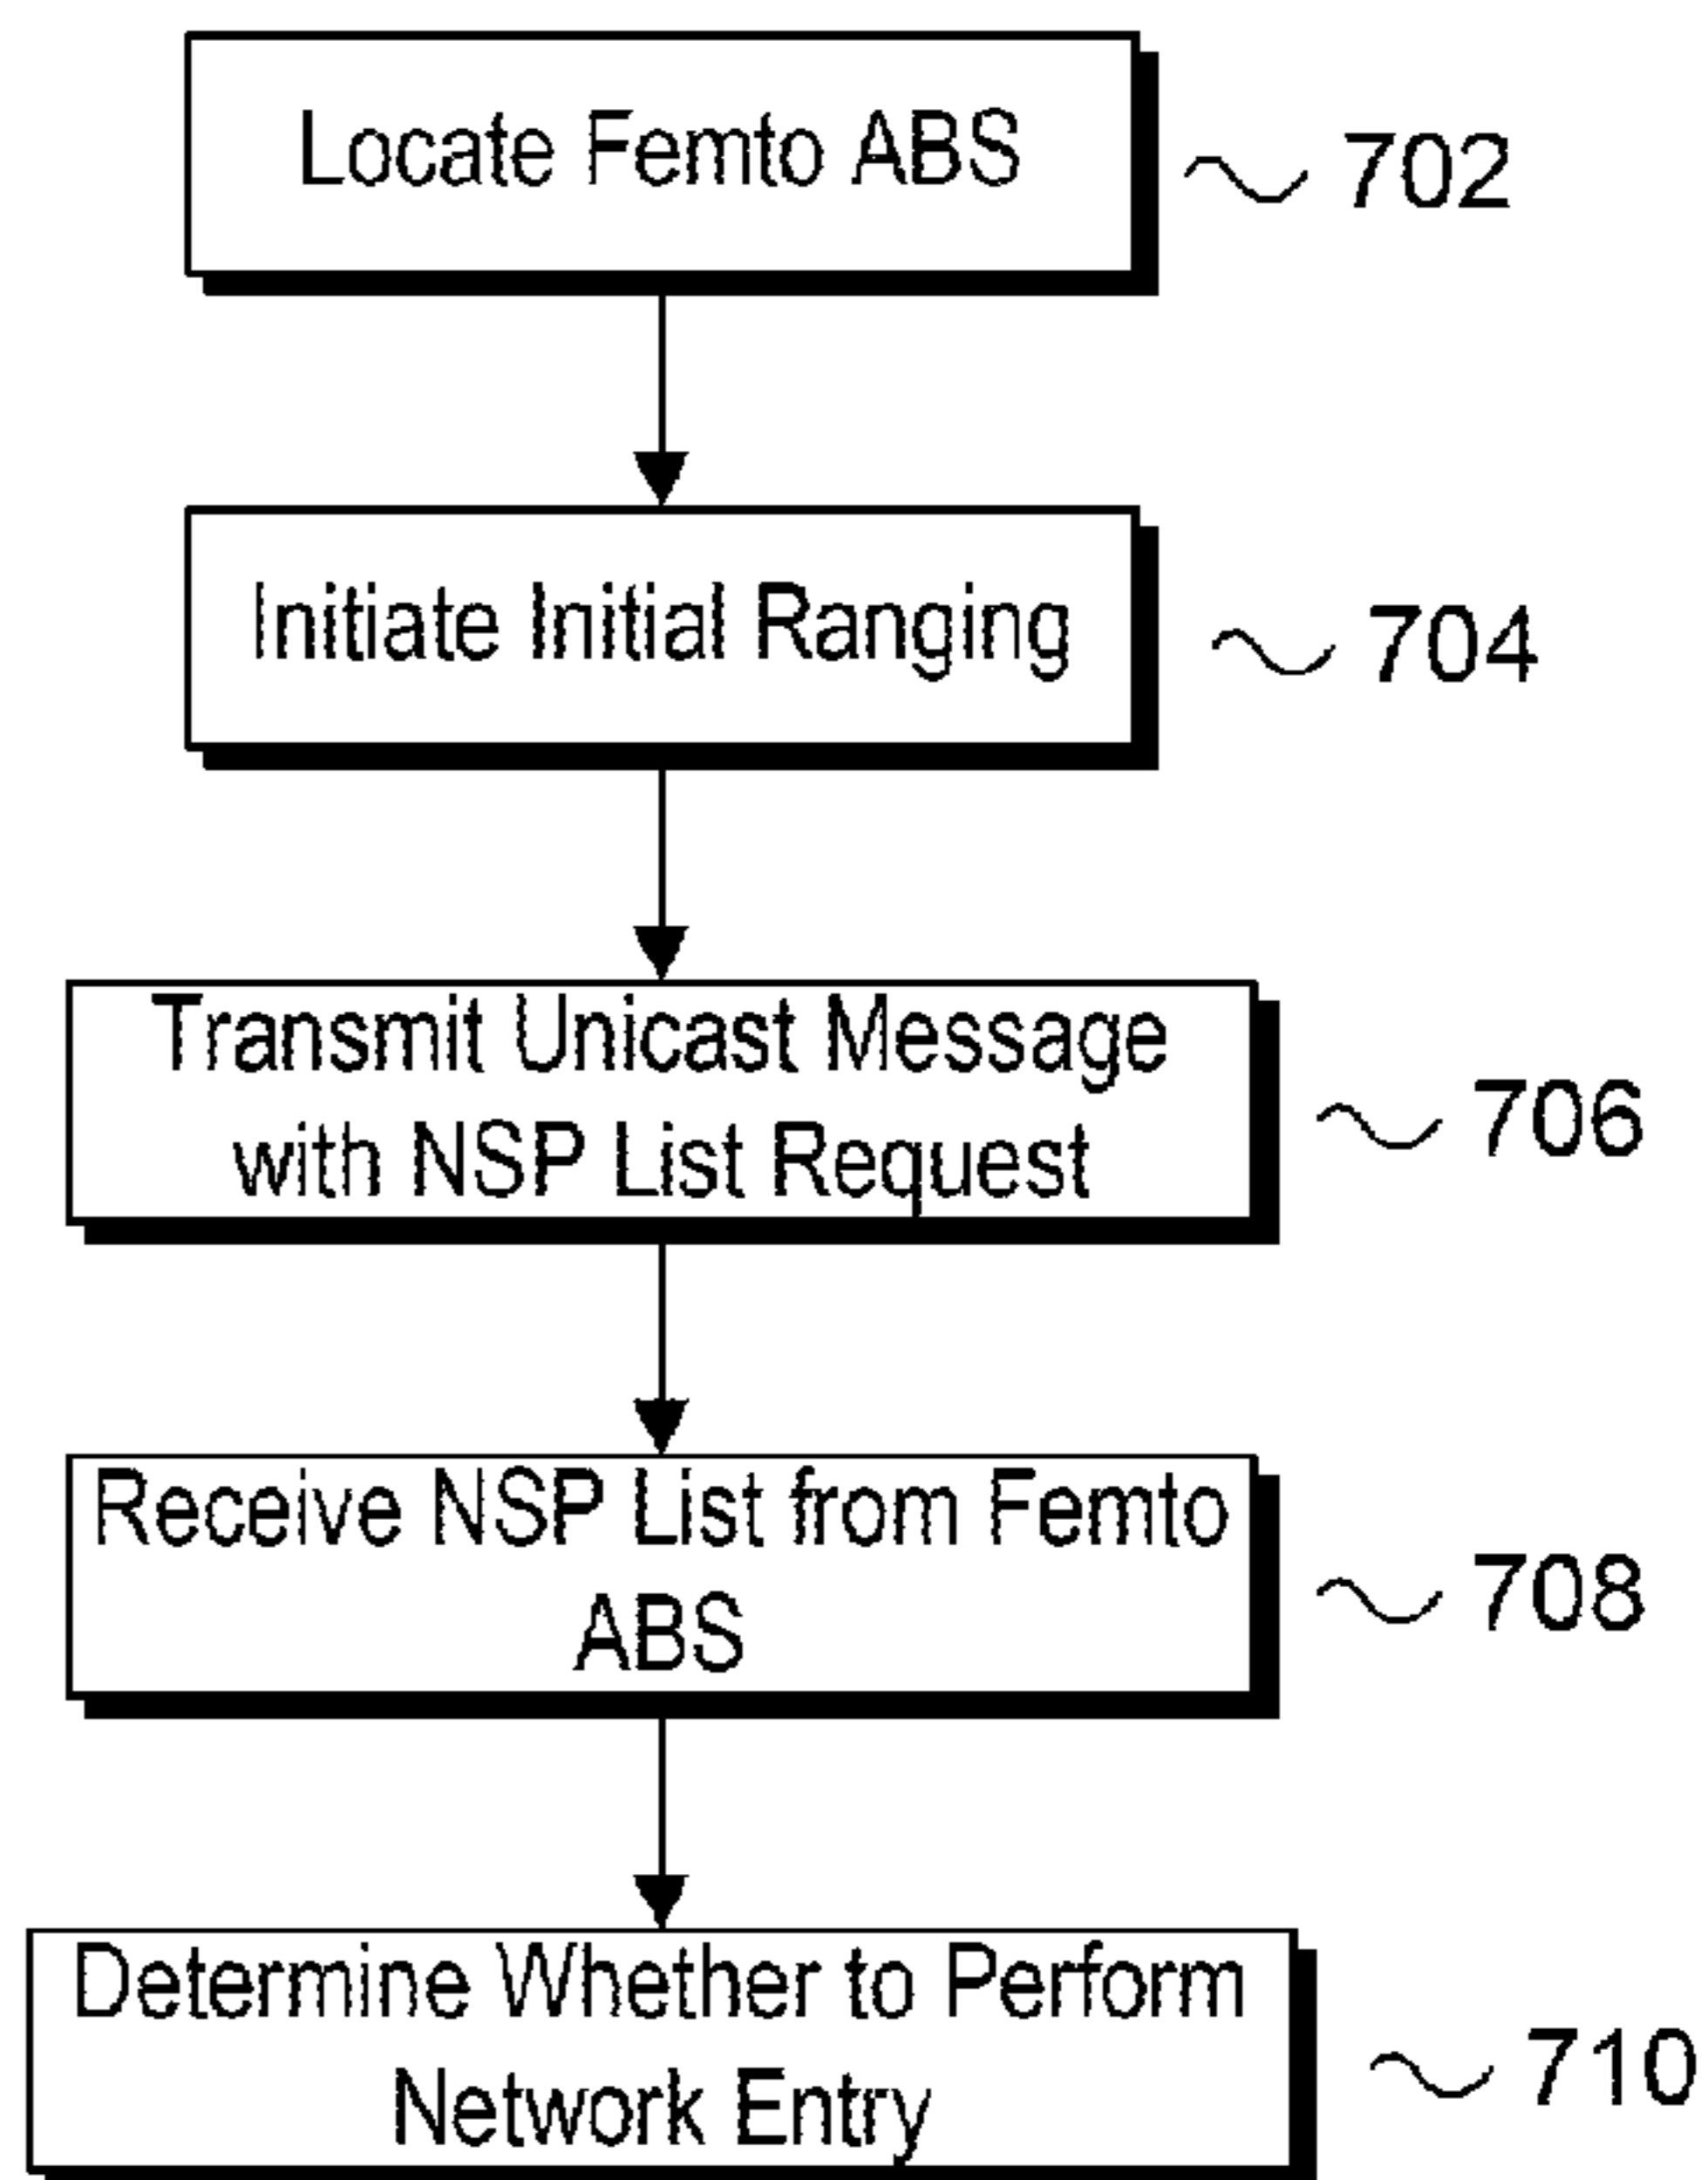 Locate Femto ABS
702
Initiate Initial Ranging
704
Transmit Unicast Message
with NSP List Request
706
Receive NSP List from Femto
ABS
708
Determine Whether to Perform
Network Entry
710